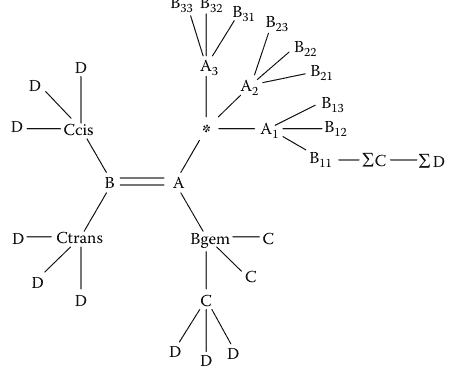 B₃₃ B₃₂ B₃₁
B₂₃
D D A₃ B₂₂
A₂ B₂₁
B₁₃
D Ccis * A₁ B₁₂
B₁₁ ΣC ΣD
B A
D Ctrans Bgem C
D C
D C
D D D